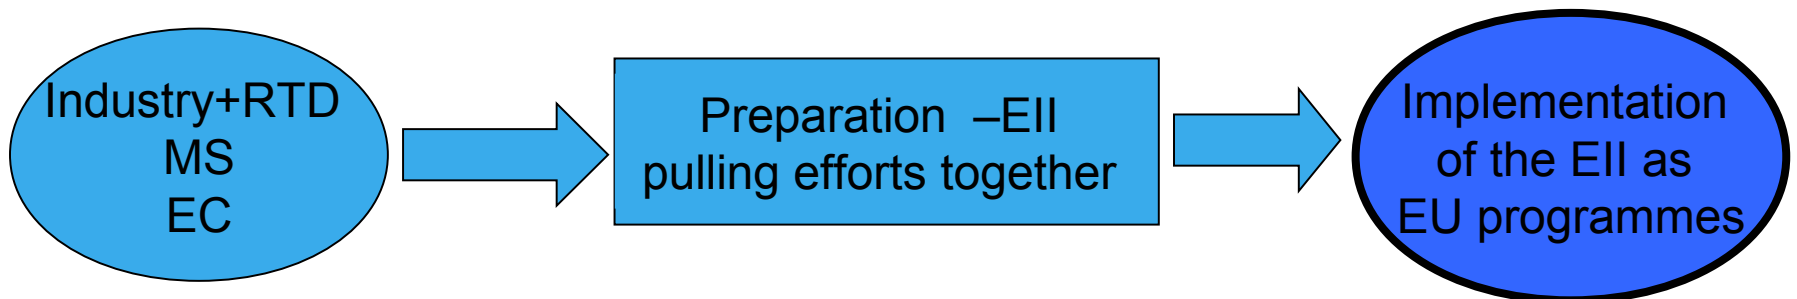 Industry+RTD
MS
EC
Preparation –EII
pulling efforts together
Implementation
of the EII as
EU programmes